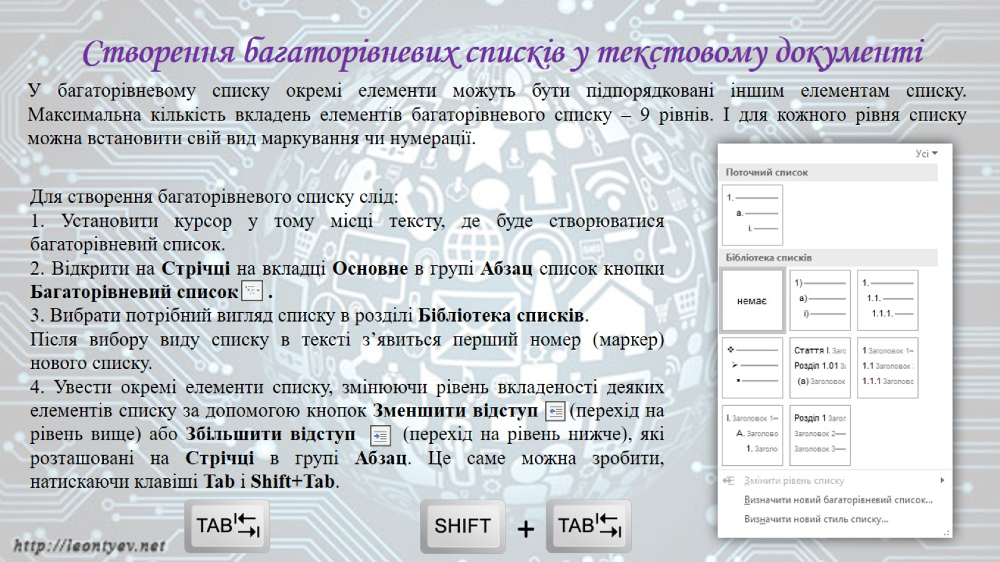 Створення багаторівневих списків у текстовому документі
У багаторівневому списку окремі елементи можуть бути підпорядковані іншим елементам списку.
Максимальна кількість вкладень елементів багаторівневого списку – 9 рівнів. І для кожного рівня списку
можна встановити свій вид маркування чи нумерації.
Для створення багаторівневого списку слід:
1. Установити курсор у тому місці тексту, де буде створюватися
багаторівневий список.
2. Відкрити на Стрічці на вкладці Основне в групі Абзац список кнопки
Багаторівневий список .
3. Вибрати потрібний вигляд списку в розділі Бібліотека списків.
Після вибору виду списку в тексті з’явиться перший номер (маркер)
нового списку.
4. Увести окремі елементи списку, змінюючи рівень вкладеності деяких
елементів списку за допомогою кнопок Зменшити відступ (перехід на
рівень вище) або Збільшити відступ (перехід на рівень нижче), які
розташовані на Стрічці в групі Абзац. Це саме можна зробити,
натискаючи клавіші Tab і Shift+Tab.
TAB
SHIFT + TAB
http://leontyev.net
Усі
Поточний список
1.
a.
i.
Бібліотека списків
немає
1)
a)
i)
1.
1.1.
1.1.1.
Стаття I. Заго
Розділ 1.01 За
(a) Заголовок
1 Заголовок 1
1.1 Заголовок
1.1.1 Заголовс
I. Заголовок 1
A. Заголово
1. Заголо
Розділ 1 Загол
Заголовок 2
Заголовок 3
Змінити рівень списку
Визначити новий багаторівневий список...
Визначити новий стиль списку...
SMS
SMS